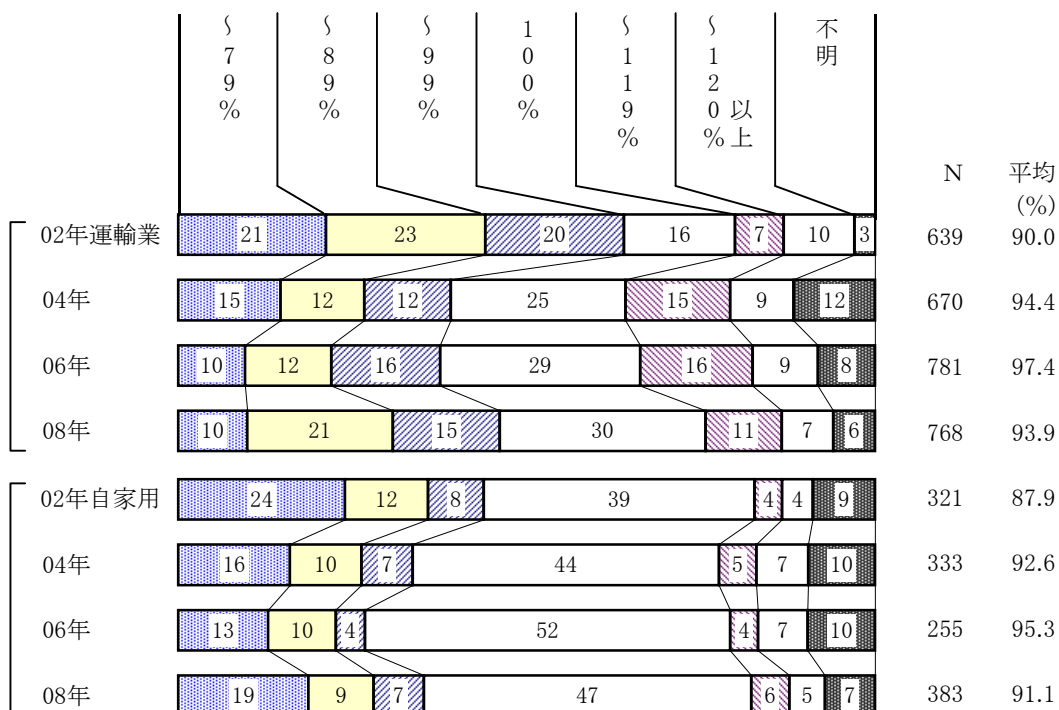 ～79%
～89%
～99%
100%
～119%
～120%以上
不明
N 平均
(%)
02年運輸業 21 23 20 16 7 10 3 639 90.0
04年 15 12 12 25 15 9 12 670 94.4
06年 10 12 16 29 16 9 8 781 97.4
08年 10 21 15 30 11 7 6 768 93.9
02年自家用 24 12 8 39 4 4 9 321 87.9
04年 16 10 7 44 5 7 10 333 92.6
06年 13 10 4 52 4 7 10 255 95.3
08年 19 9 7 47 6 5 7 383 91.1